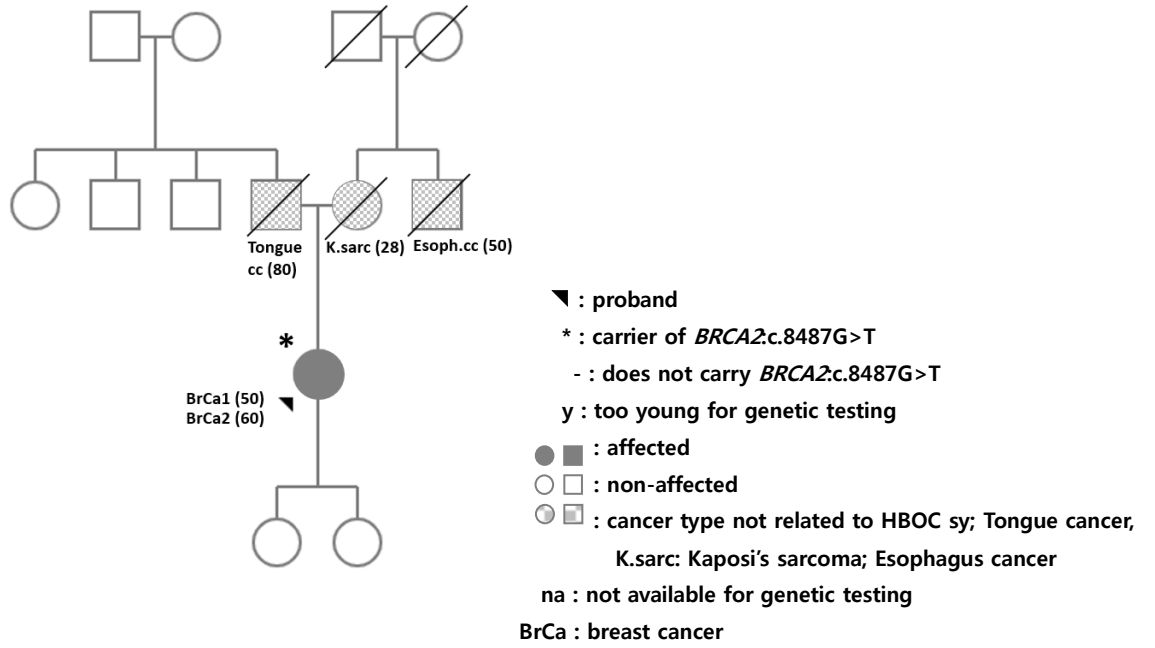 Tongue
cc (80)
K.sarc (28)
Esoph.cc (50)
*
BrCa1 (50)
BrCa2 (60)
: proband
* : carrier of BRCA2:c.8487G>T
- : does not carry BRCA2:c.8487G>T
y : too young for genetic testing
: affected
: non-affected
: cancer type not related to HBOC sy; Tongue cancer,
K.sarc: Kaposi’s sarcoma; Esophagus cancer
na : not available for genetic testing
BrCa : breast cancer